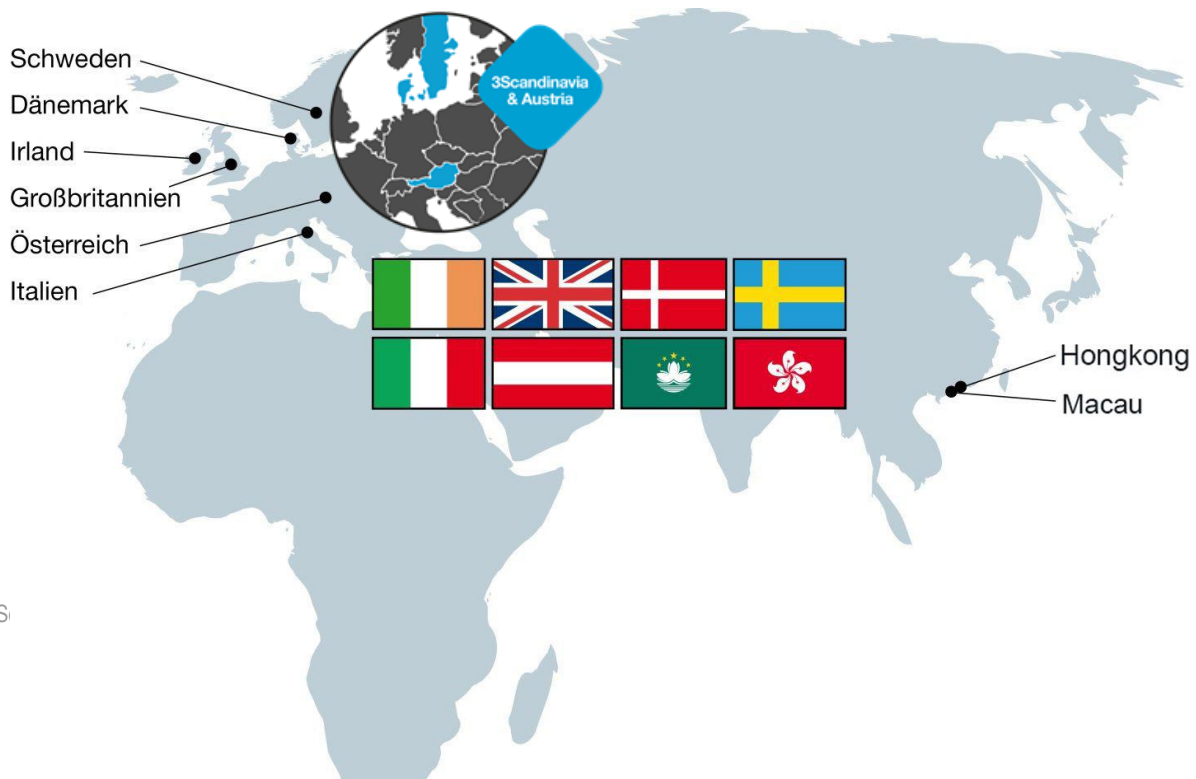 Schweden
Dänemark
Irland
Großbritannien
Österreich
Italien
3Scandinavia
& Austria
Hongkong
Macau